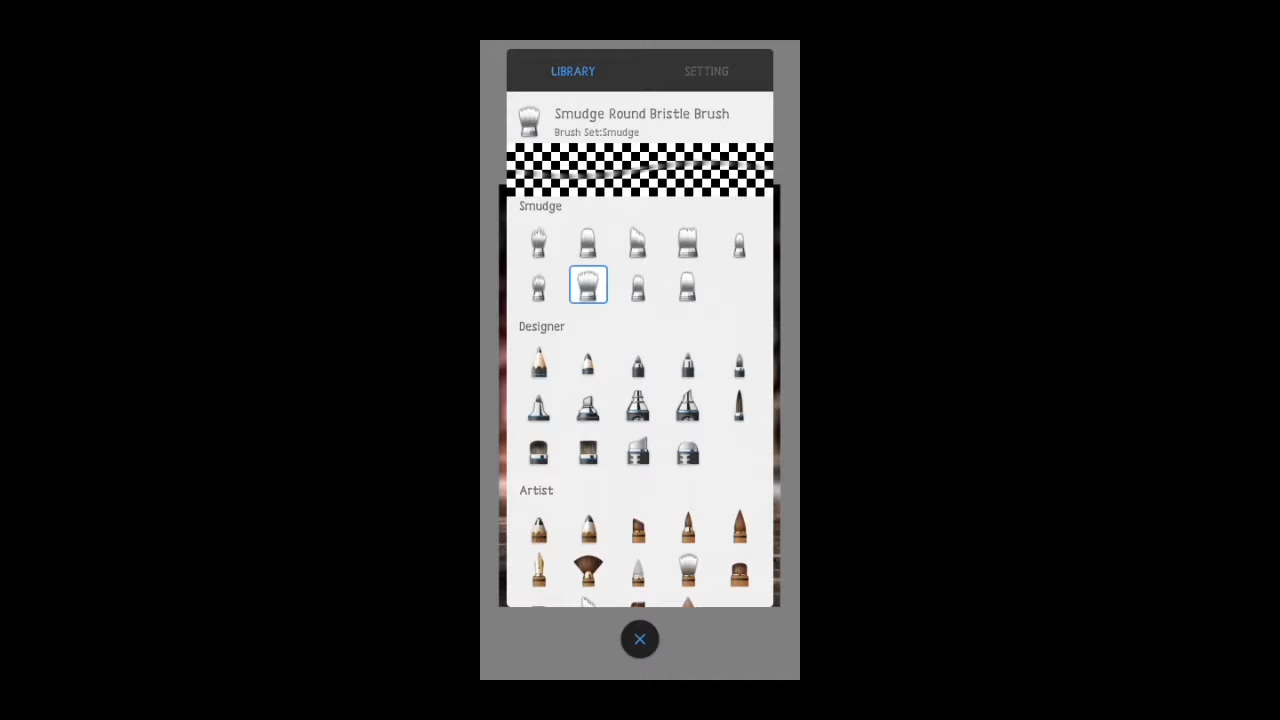 LIBRARY
SETTING
Smudge Round Bristle Brush
Brush Set:Smudge
Smudge
Designer
Artist